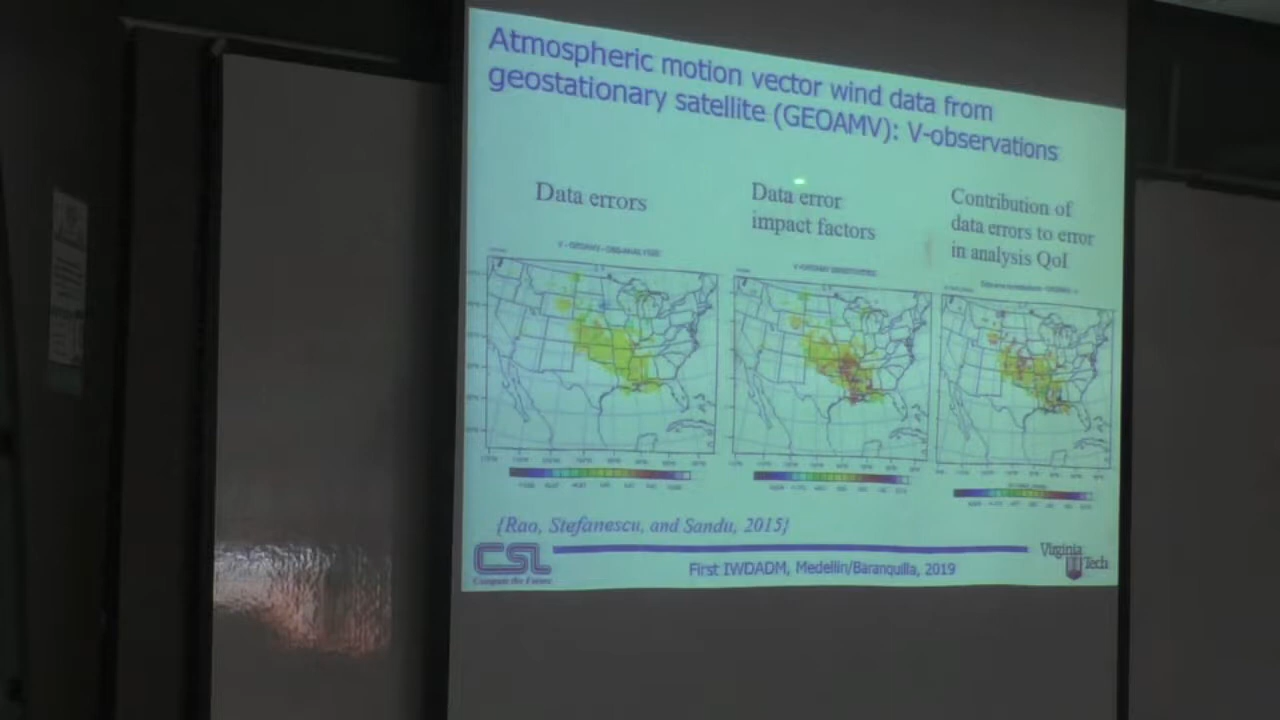 Atmospheric motion vector wind data from
geostationary satellite (GEOAMV): V-observations
Data errors
Data error
impact factors
Contribution of
data errors to error
in analysis QoI
{Rao, Stefanescu, and Sandu, 2015}
CSL
Compute the Future
First IWDADM, Medellin/Baranquilla, 2019
Virginia
Tech